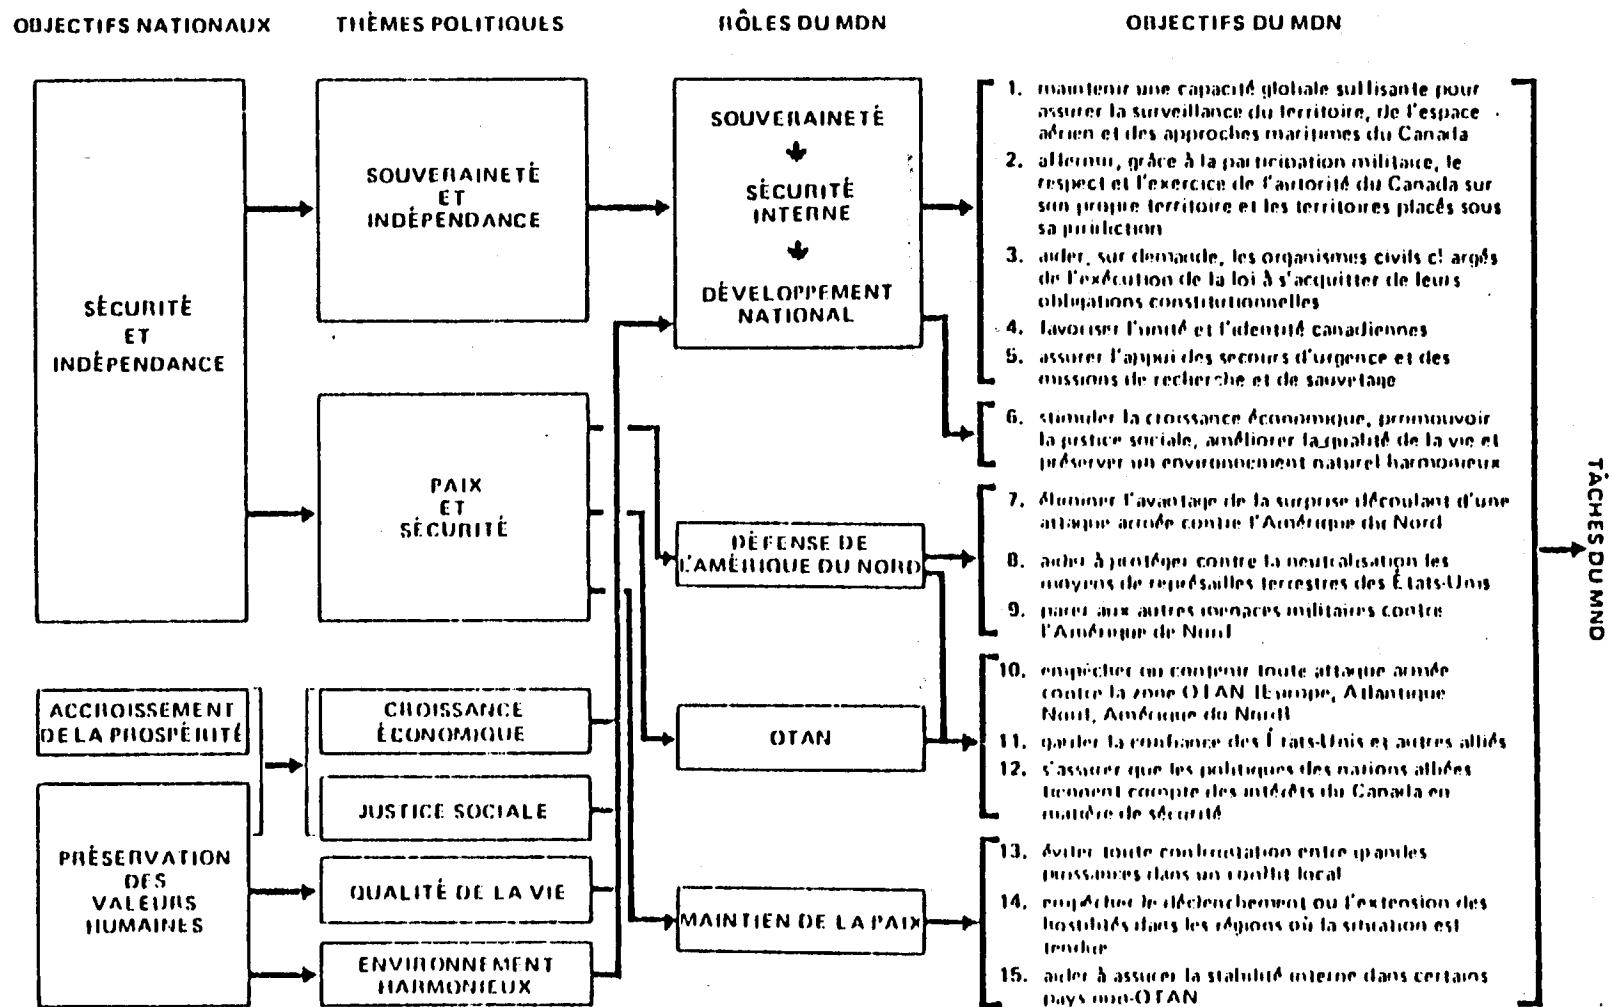 OBJECTIFS NATIONAUX
THÈMES POLITIQUES
RÔLES DU MDN
OBJECTIFS DU MDN
SÉCURITÉ
ET
INDÉPENDANCE
ACCROISSEMENT
DE LA PROSPÉRITÉ
PRÉSERVATION
DES
VALEURS
HUMAINES
SOUVERAINETÉ
ET
INDÉPENDANCE
PAIX
ET
SÉCURITÉ
CROISSANCE
ÉCONOMIQUE
JUSTICE SOCIALE
QUALITÉ DE LA VIE
ENVIRONNEMENT
HARMONIEUX
SOUVERAINETÉ
SÉCURITÉ
INTERNE
DÉVELOPPEMENT
NATIONAL
DÉFENSE DE
L'AMÉRIQUE DU NORD
OTAN
MAINTIEN DE LA PAIX
1. maintenir une capacité globale suffisante pour
assurer la surveillance du territoire, de l'espace
aérien et des approches maritimes du Canada
2. affermir, grâce à la participation militaire, le
respect et l'exercice de l'autorité du Canada sur
son propre territoire et les territoires placés sous
sa juridiction
3. aider, sur demande, les organismes civils chargés
de l'exécution de la loi à s'acquitter de leurs
obligations constitutionnelles
4. favoriser l'unité et l'identité canadiennes
5. assurer l'appui des secours d'urgence et des
missions de recherche et de sauvetage
6. stimuler la croissance économique, promouvoir
la justice sociale, améliorer la qualité de la vie et
préserver un environnement naturel harmonieux
7. éliminer l'avantage de la surprise découlant d'une
attaque armée contre l'Amérique du Nord
8. aider à protéger contre la neutralisation les
moyens de représailles terrestres des États-Unis
9. parer aux autres menaces militaires contre
l'Amérique de Nord
10. empêcher ou contenir toute attaque armée
contre la zone OTAN (Europe, Atlantique
Nord, Amérique du Nord)
11. garder la confiance des États-Unis et autres alliés
12. s'assurer que les politiques des nations alliées
tiennent compte des intérêts du Canada en
matière de sécurité
13. éviter toute confrontation entre grandes
puissances dans un conflit local
14. empêcher le déclenchement ou l'extension des
hostilités dans les régions où la situation est
tendue
15. aider à assurer la stabilité interne dans certains
pays non-OTAN
TÂCHES DU MND